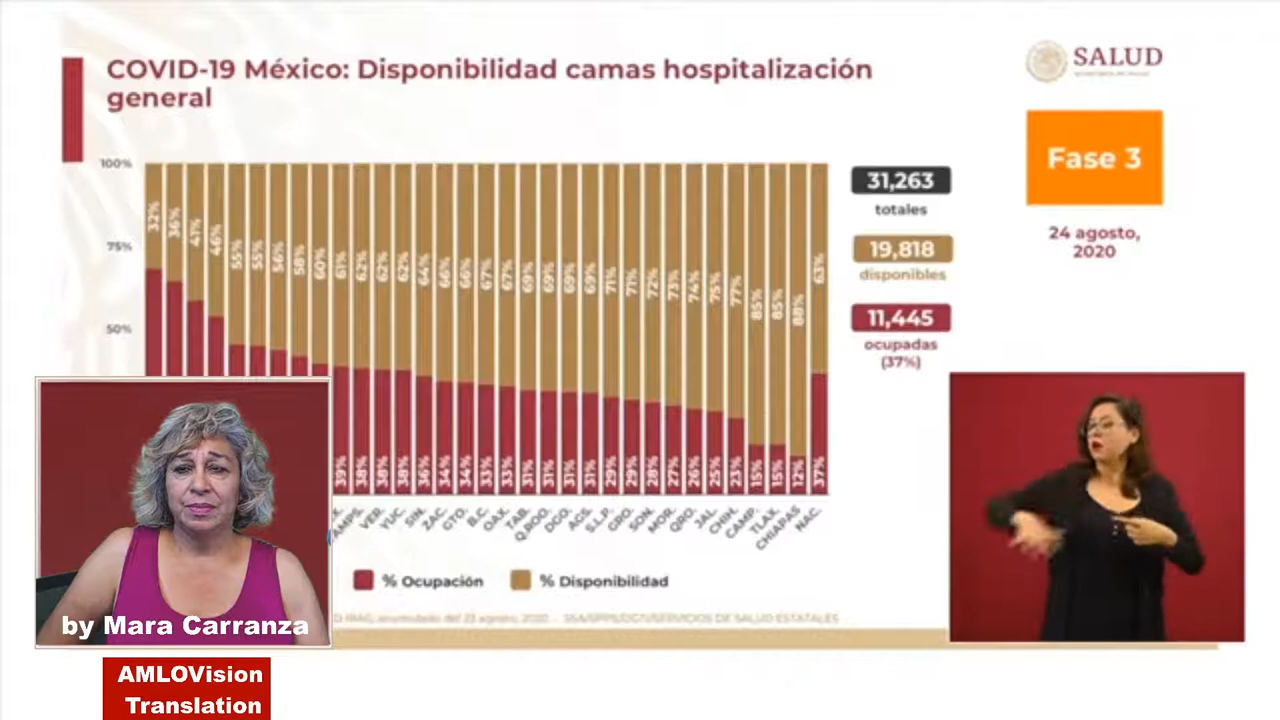 COVID-19 México: Disponibilidad camas hospitalización
general
SALUD
Fase 3
24 agosto,
2020
100%
75%
50%
32% 36% 41% 46% 55% 55% 56% 58% 60% 61% 62% 62% 62% 64% 66% 66% 67% 67% 69% 69% 69% 69% 71% 71% 72% 73% 74% 75% 77% 85% 85% 88% 63%
39% 38% 38% 38% 36% 34% 34% 33% 33% 31% 31% 31% 31% 29% 29% 28% 27% 26% 25% 23% 15% 15% 12% 37%
VER. YUC. SIN. ZAC. GTO. B.C. OAX. TAB. Q.ROO. DGO. AGS. S.L.P. GRO. SON. MOR. QRO. JAL. CHIH. CAMP. TLAX. CHIAPAS NAC.
31,263
totales
19,818
disponibles
11,445
ocupadas
(37%)
% Ocupación % Disponibilidad
SERVICIOS DE SALUD ESTATALES
by Mara Carranza
AMLOVision
Translation